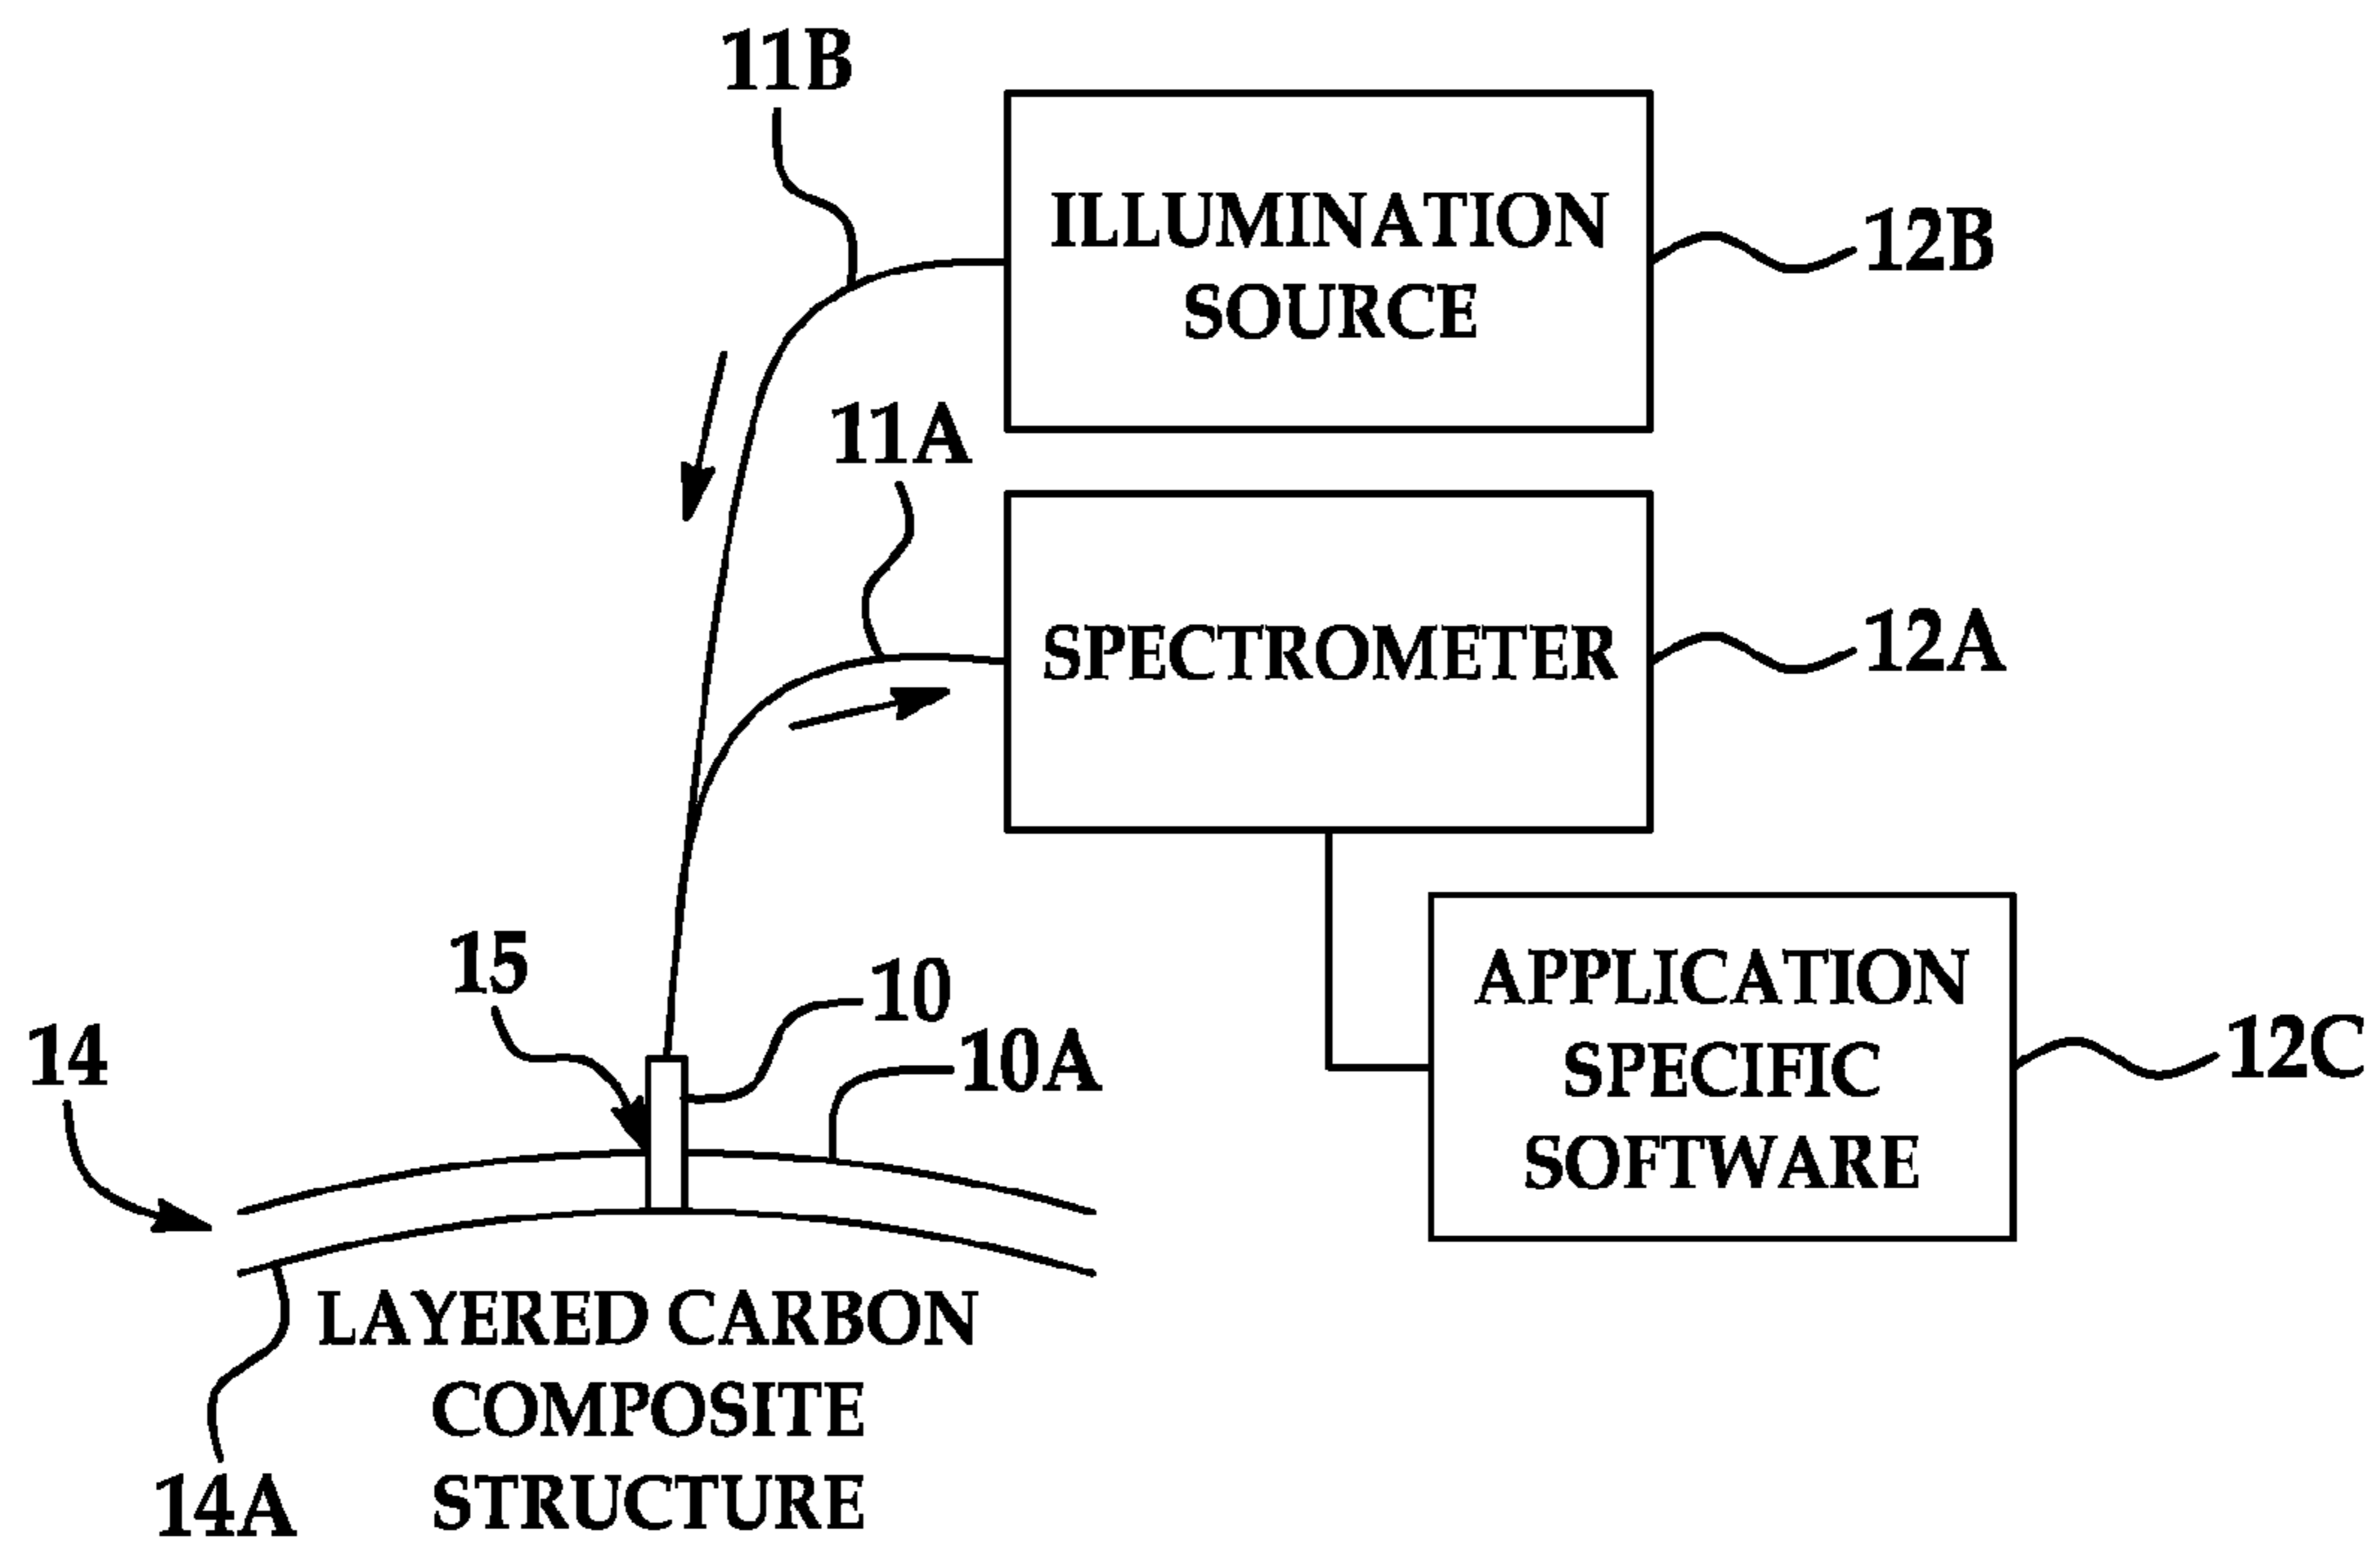 11B
ILLUMINATION
SOURCE
12B
11A
SPECTROMETER
12A
15
10
10A
14
APPLICATION
SPECIFIC
SOFTWARE
12C
LAYERED CARBON
COMPOSITE
STRUCTURE
14A